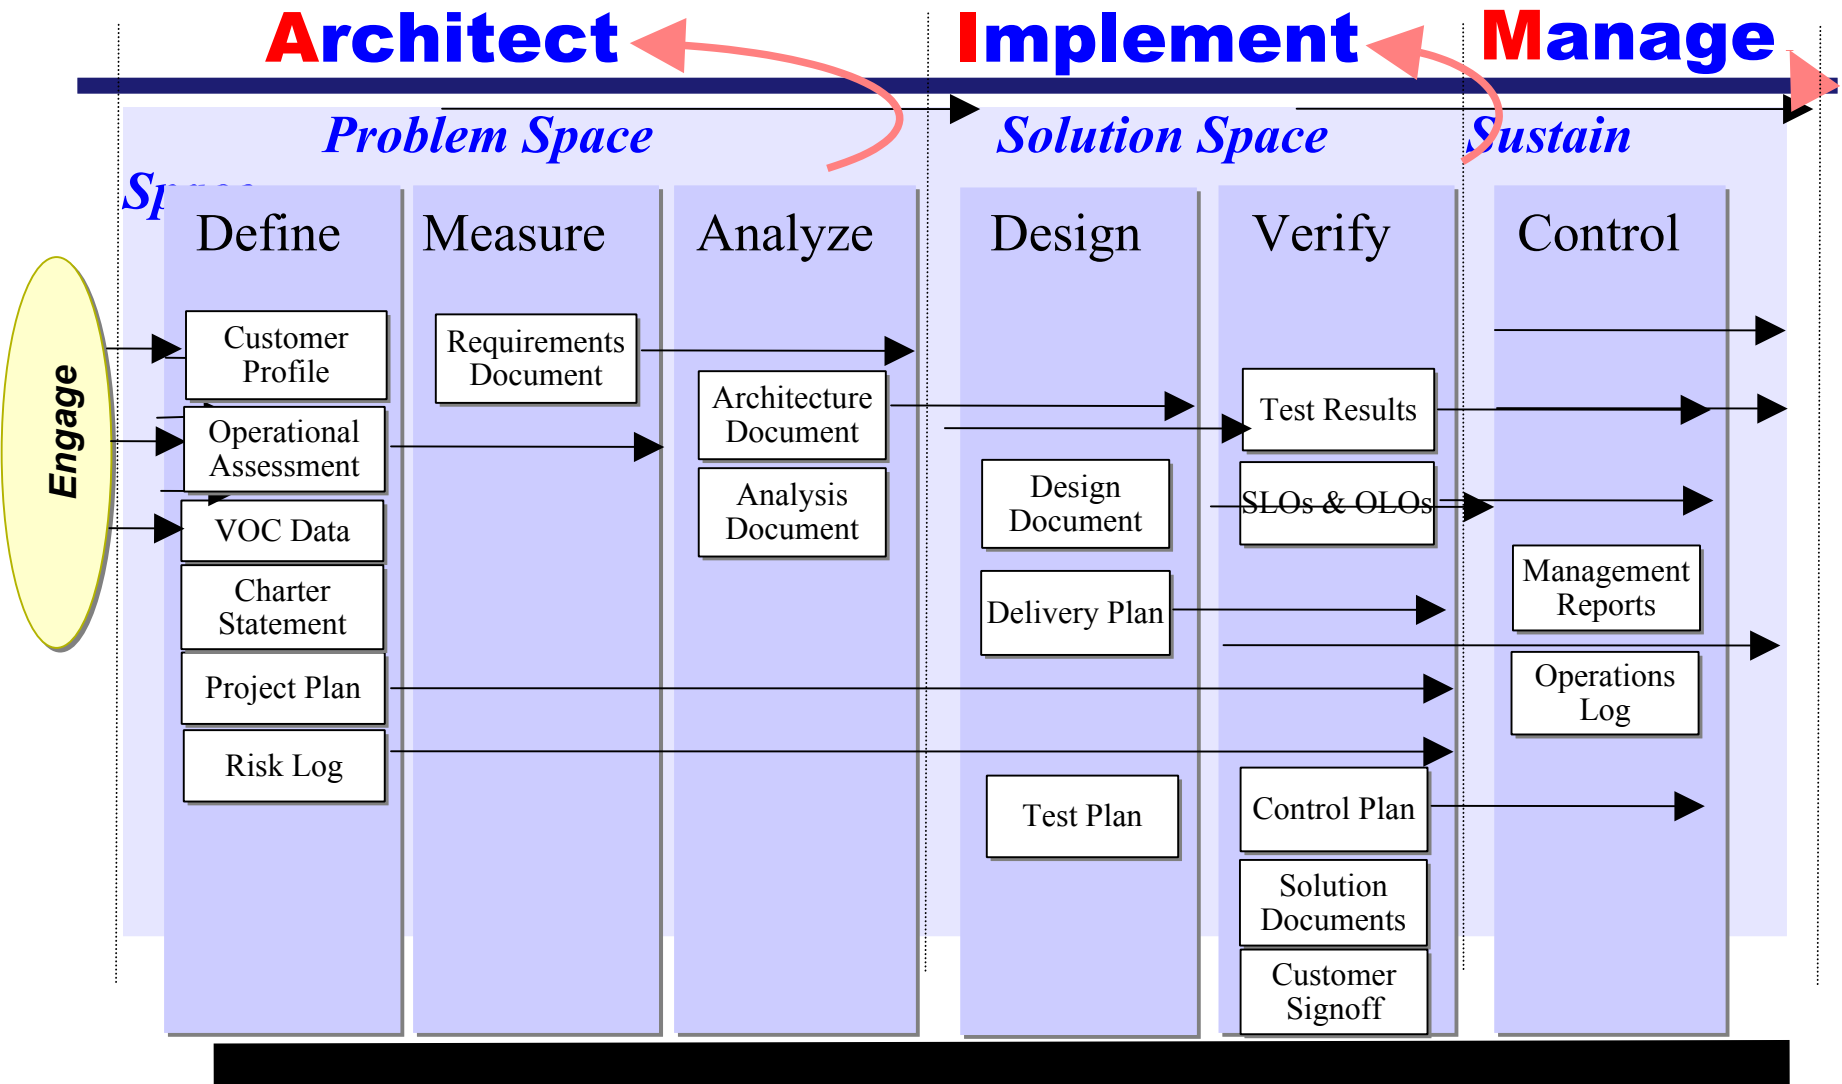 Architect
Implement
Manage
Problem Space
Solution Space
Sustain
Space
Define
Measure
Analyze
Design
Verify
Control
Engage
Customer
Profile
Operational
Assessment
VOC Data
Charter
Statement
Project Plan
Risk Log
Requirements
Document
Architecture
Document
Analysis
Document
Design
Document
Delivery Plan
Test Plan
Test Results
SLOs & OLOs
Control Plan
Solution
Documents
Customer
Signoff
Management
Reports
Operations
Log